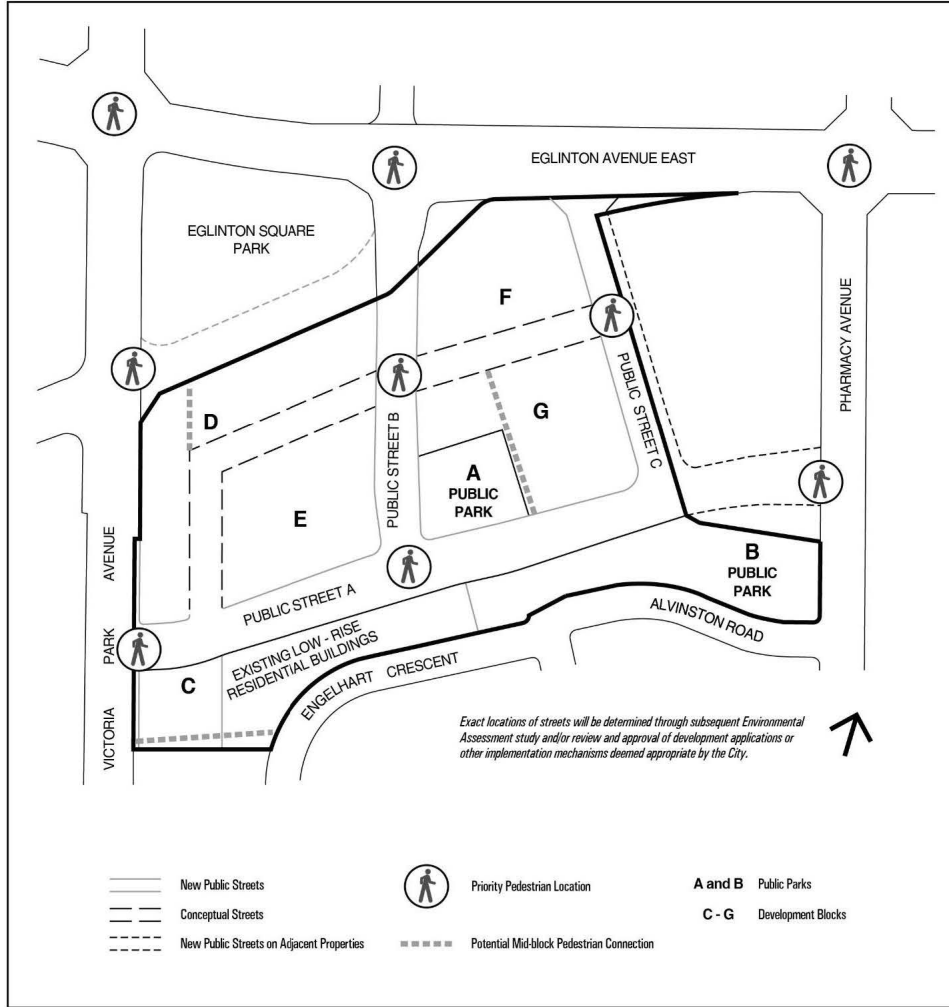 EGLINTON AVENUE EAST
EGLINTON SQUARE
PARK
F
D
G
PUBLIC STREET B
PUBLIC STREET C
PHARMACY AVENUE
A
PUBLIC
PARK
E
B
PUBLIC
PARK
PUBLIC STREET A
ALVINSTON ROAD
EXISTING LOW - RISE
RESIDENTIAL BUILDINGS
C
ENGELHART CRESCENT
VICTORIA PARK AVENUE
Exact locations of streets will be determined through subsequent Environmental
Assessment study and/or review and approval of development applications or
other implementation mechanisms deemed appropriate by the City.
New Public Streets
Priority Pedestrian Location
A and B Public Parks
Conceptual Streets
C - G Development Blocks
New Public Streets on Adjacent Properties
Potential Mid-block Pedestrian Connection